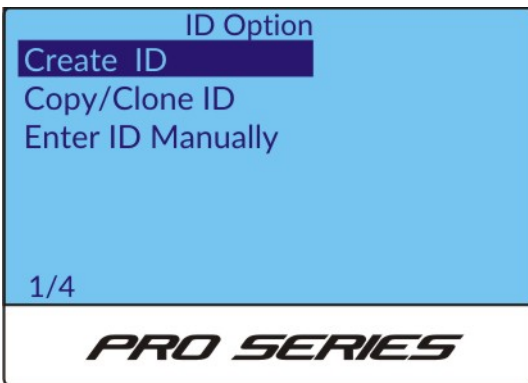 ID Option
Create ID
Copy/Clone ID
Enter ID Manually
1/4
PRO SERIES